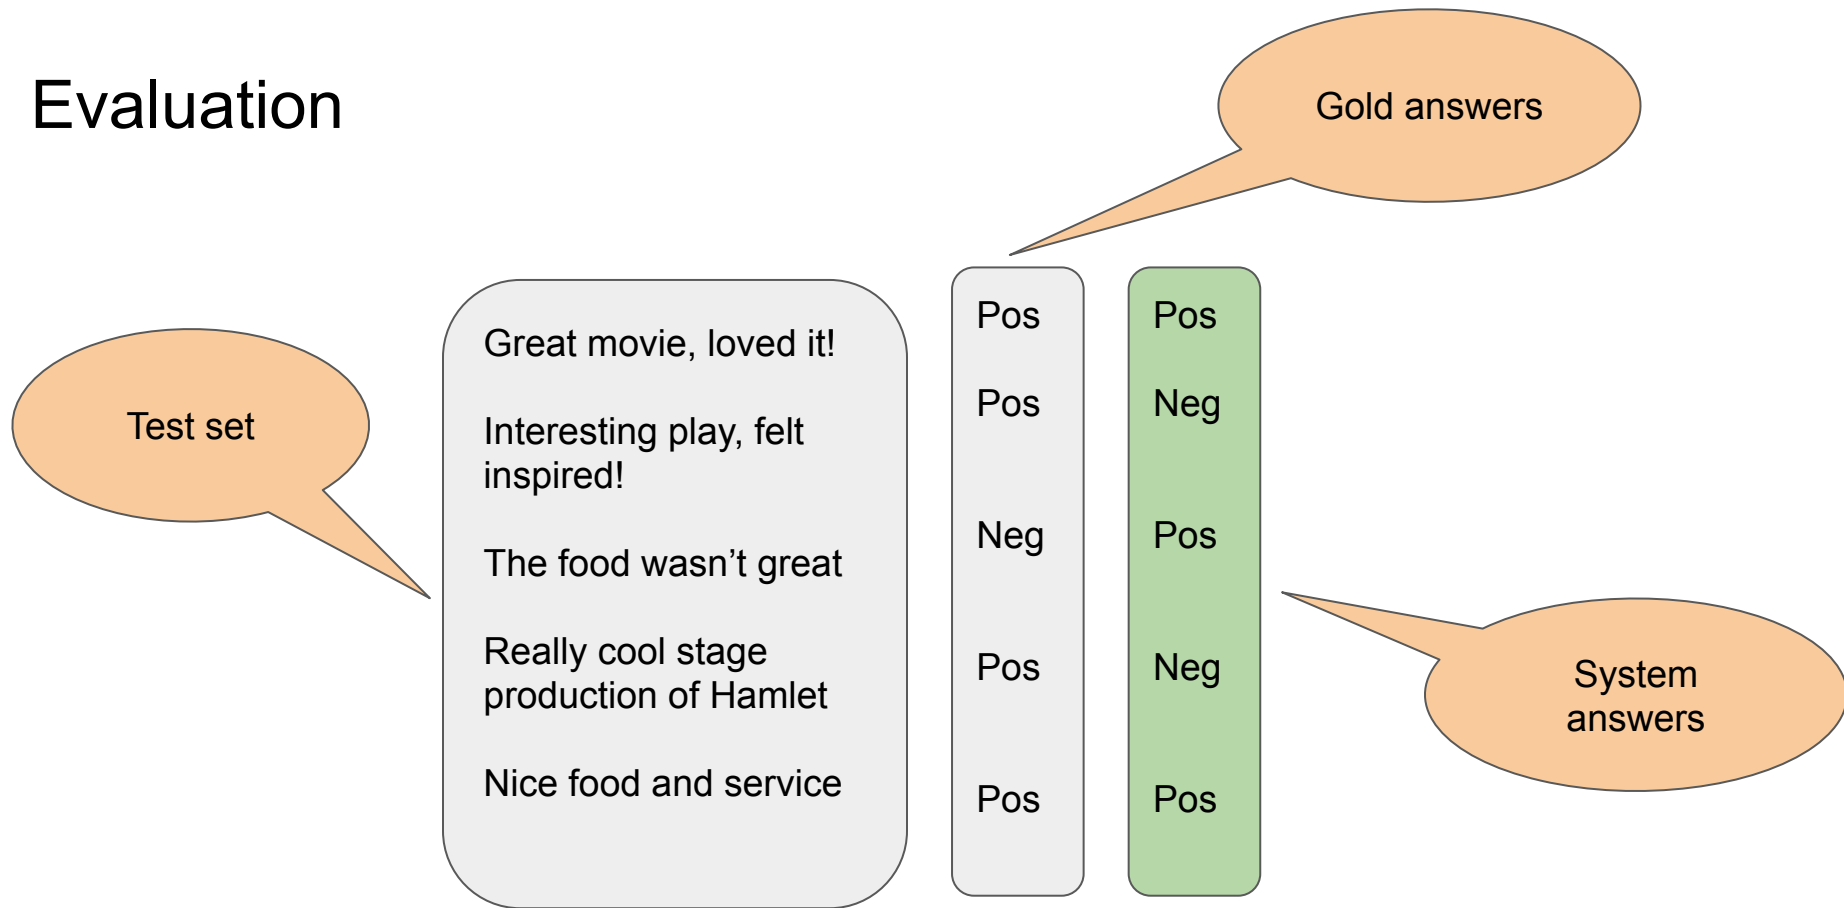 Evaluation
Gold answers
Test set
Great movie, loved it!
Interesting play, felt
inspired!
The food wasn’t great
Really cool stage
production of Hamlet
Nice food and service
Pos
Pos
Neg
Pos
Pos
Pos
Neg
Pos
Neg
Pos
System
answers